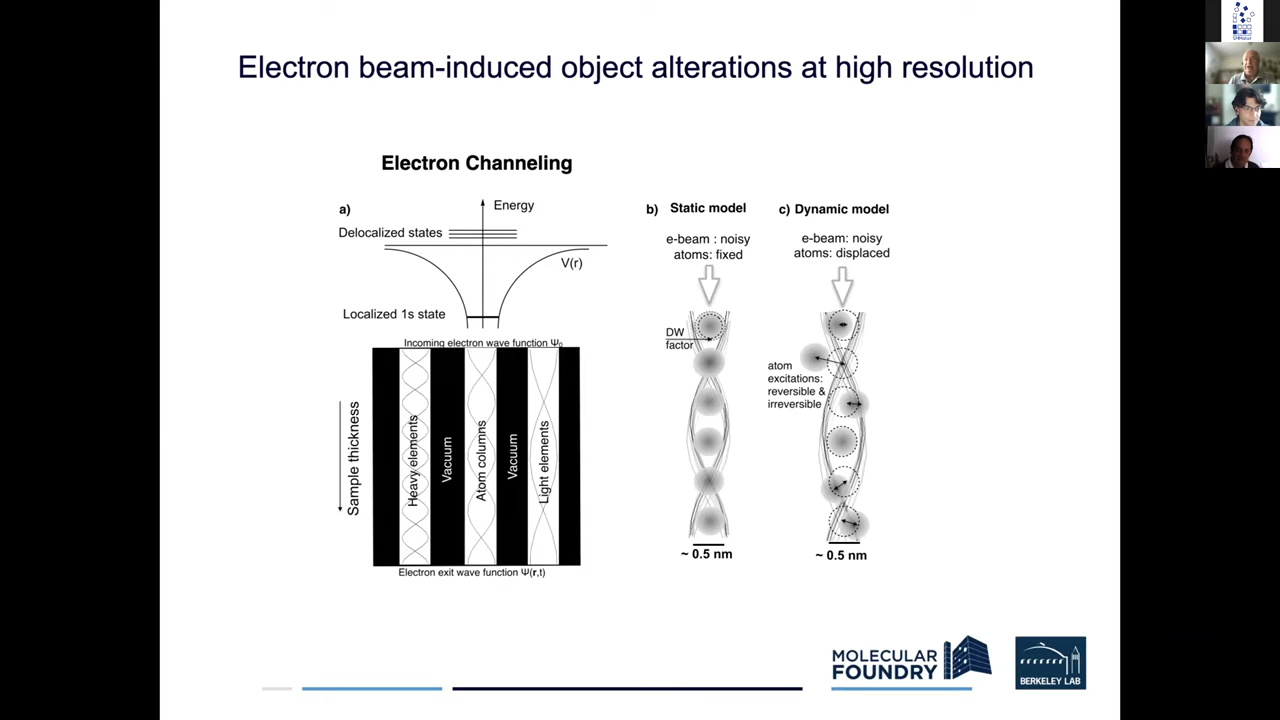 Electron beam-induced object alterations at high resolution
Electron Channeling
a)
Energy
Delocalized states
V(r)
Localized 1s state
Incoming electron wave function Ψ₀
Sample thickness
Heavy elements
Vacuum
Atom columns
Vacuum
Light elements
Electron exit wave function Ψ(r,t)
b) Static model
e-beam : noisy
atoms: fixed
DW
factor
~ 0.5 nm
c) Dynamic model
e-beam: noisy
atoms: displaced
atom
excitations:
reversible &
irreversible
~ 0.5 nm
MOLECULAR
FOUNDRY
BERKELEY LAB